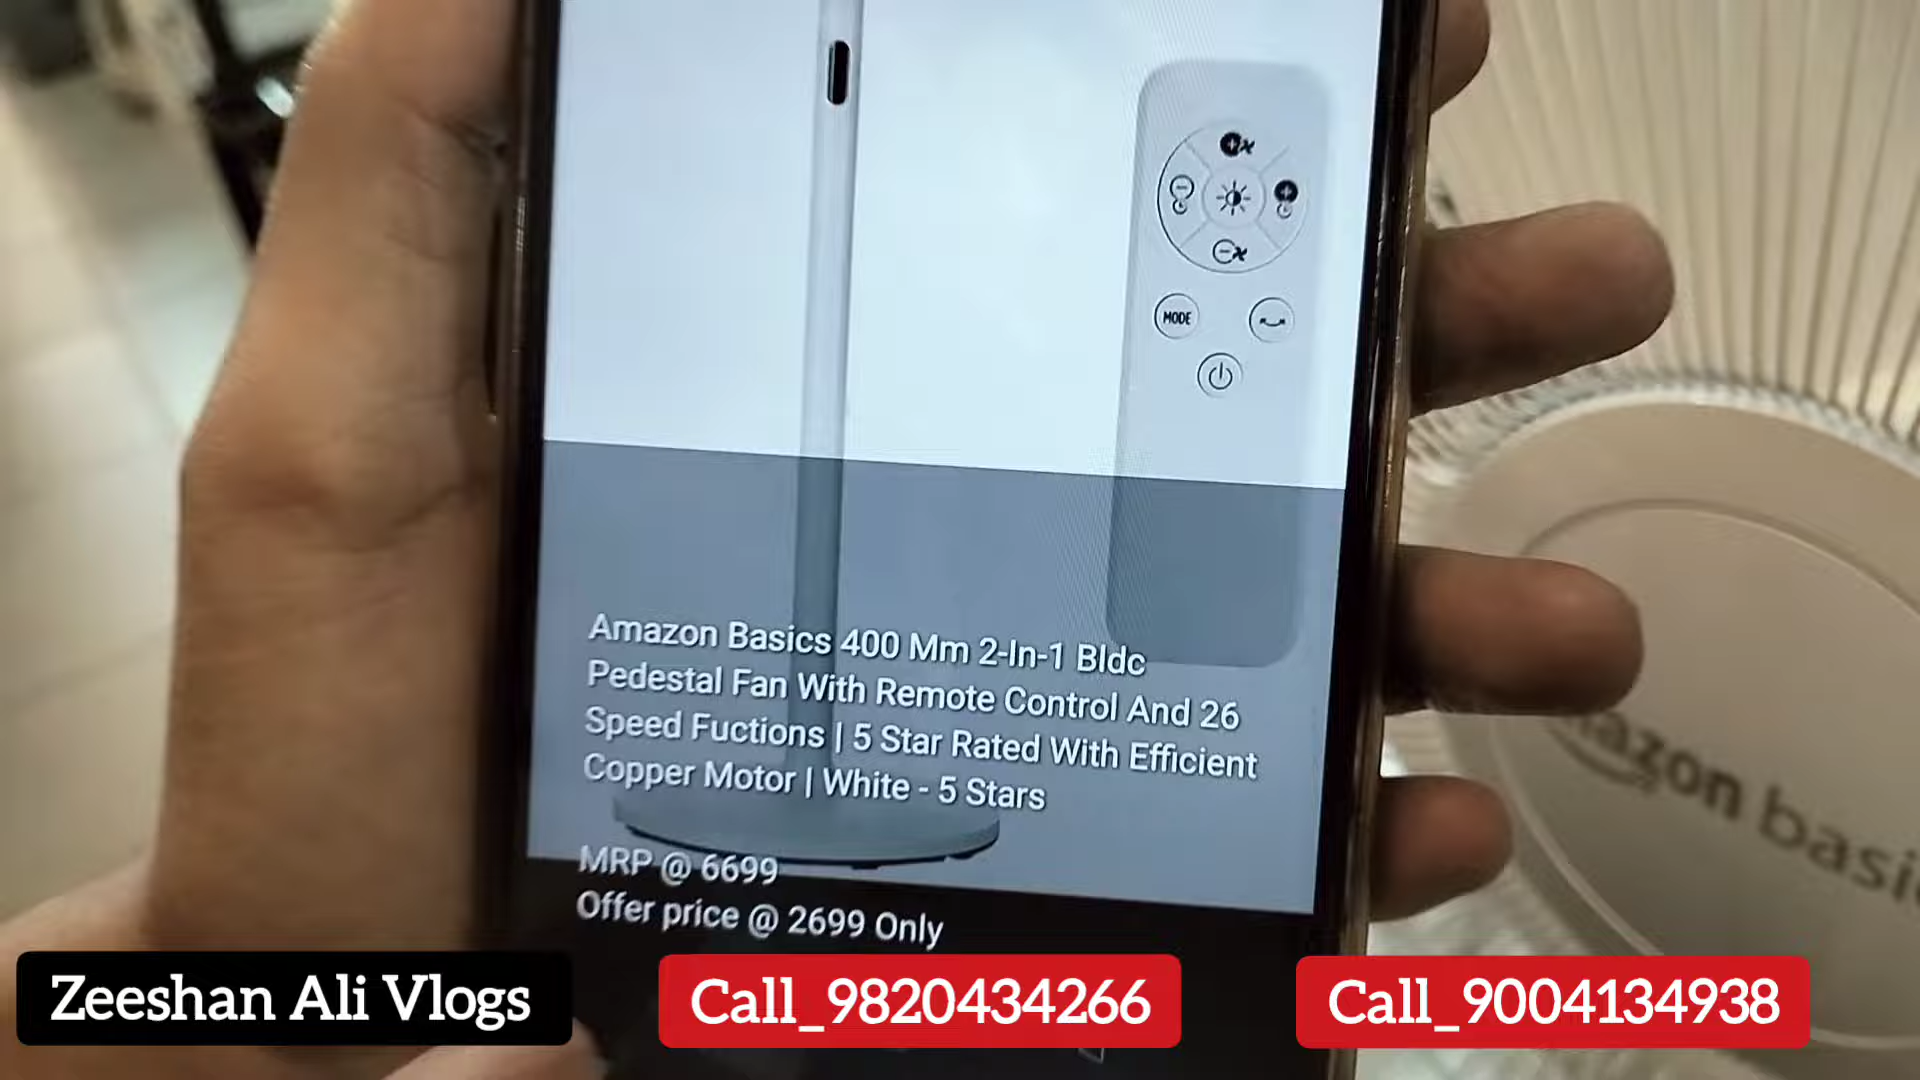 MODE
Amazon Basics 400 Mm 2-In-1 Bldc
Pedestal Fan With Remote Control And 26
Speed Fuctions | 5 Star Rated With Efficient
Copper Motor | White - 5 Stars
MRP @ 6699
Offer price @ 2699 Only
amazon basic
Zeeshan Ali Vlogs
Call_9820434266
Call_9004134938